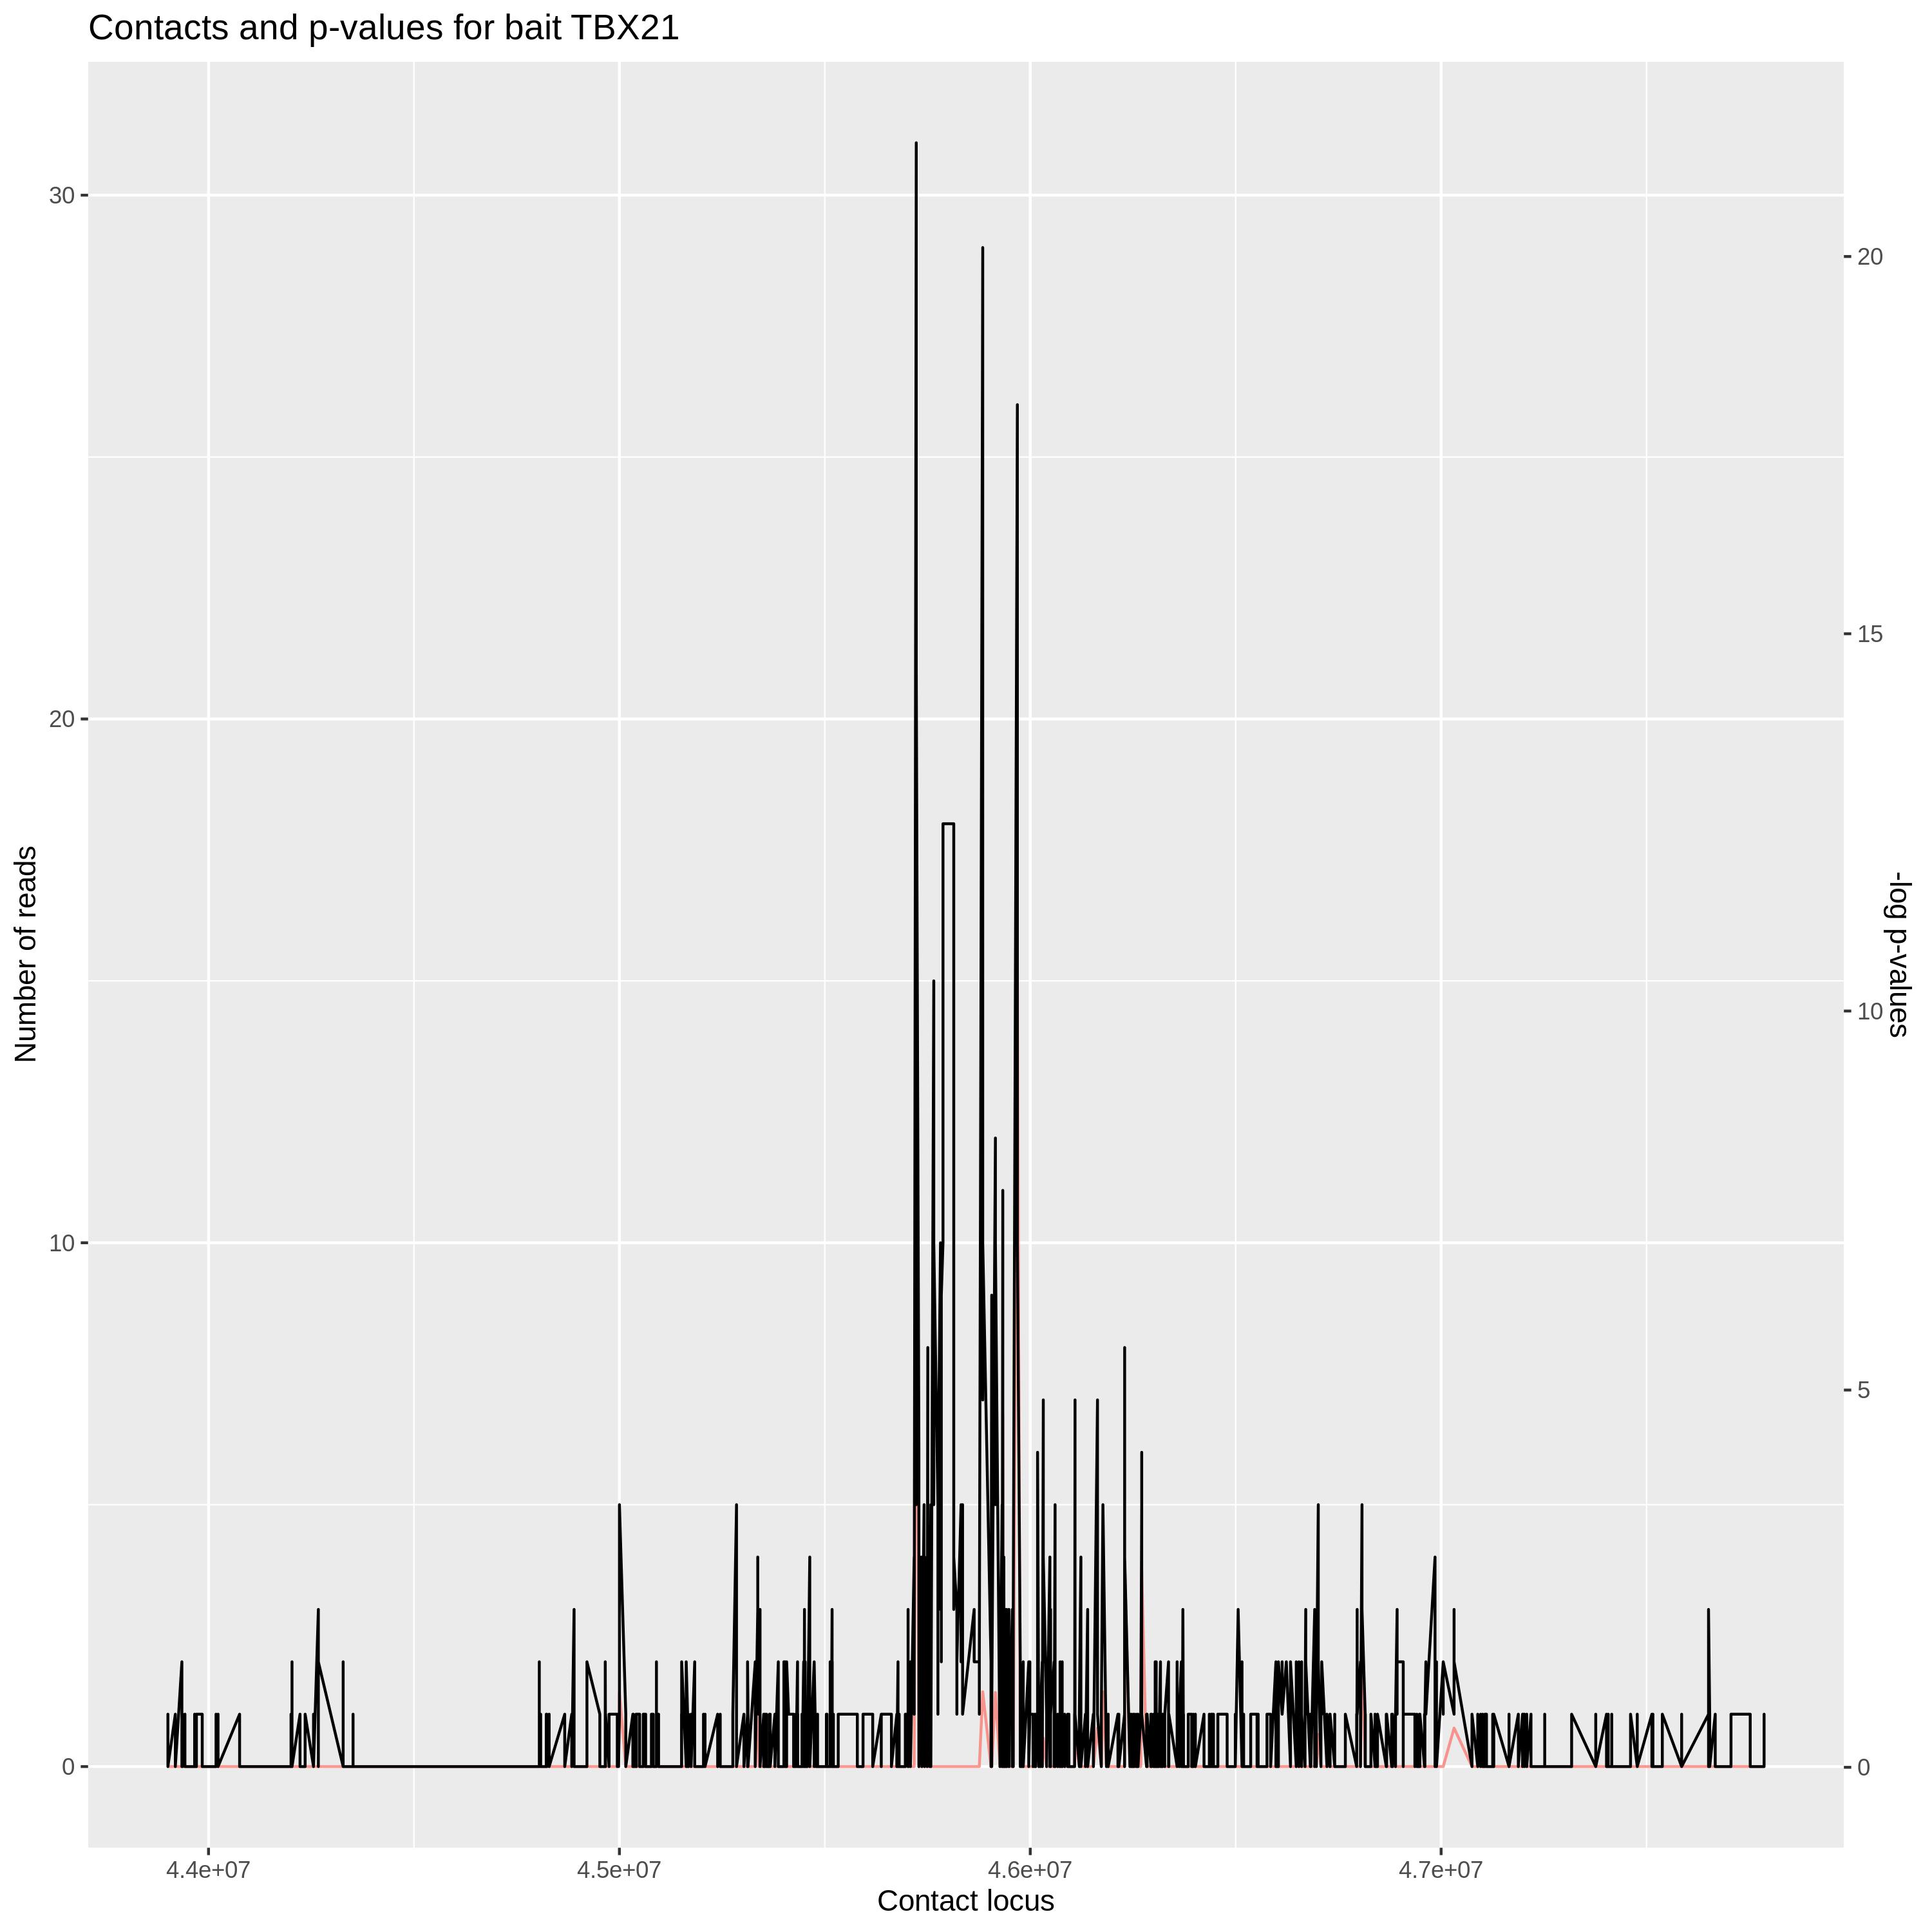 Contacts and p-values for bait TBX21
30
20
10
0
Number of reads
20
15
10
5
0
-log p-values
4.4e+07 4.5e+07 4.6e+07 4.7e+07
Contact locus